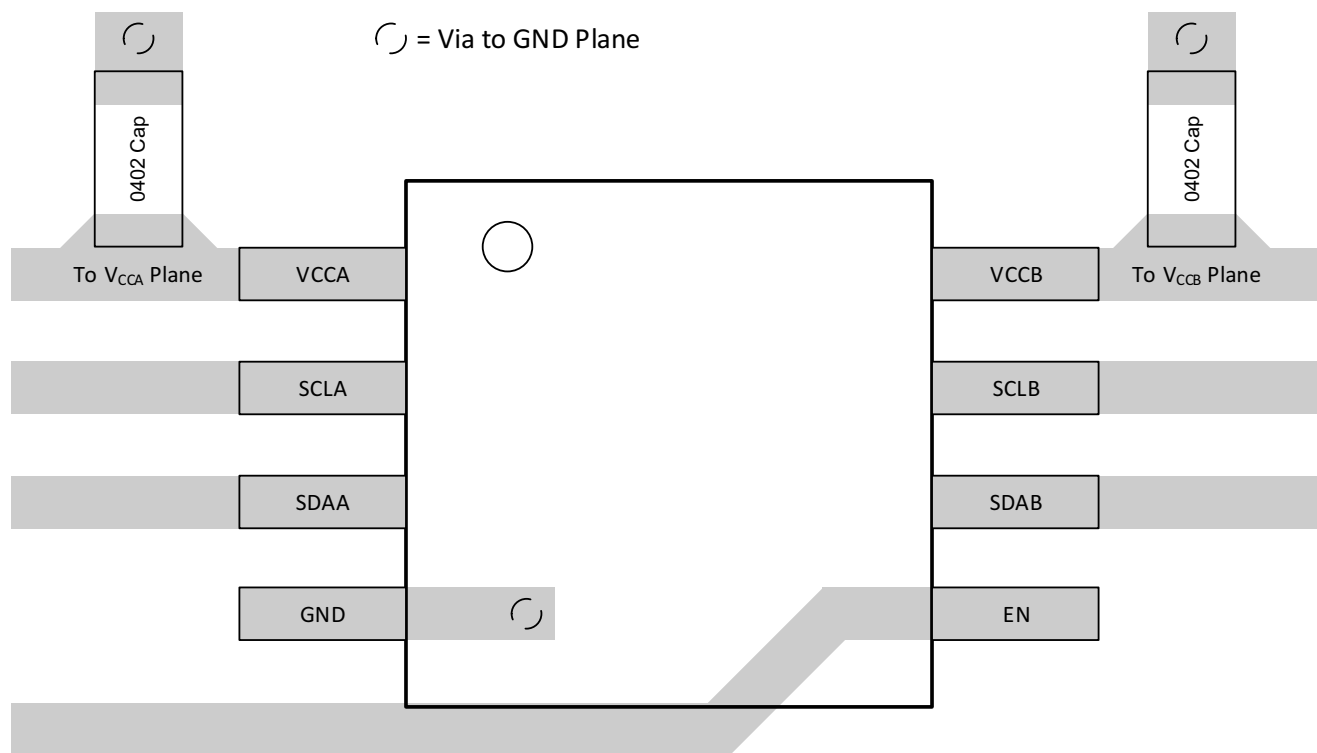 = Via to GND Plane
0402 Cap
0402 Cap
To VCCA Plane
VCCA
VCCB
To VCCB Plane
SCLA
SCLB
SDAA
SDAB
GND
EN